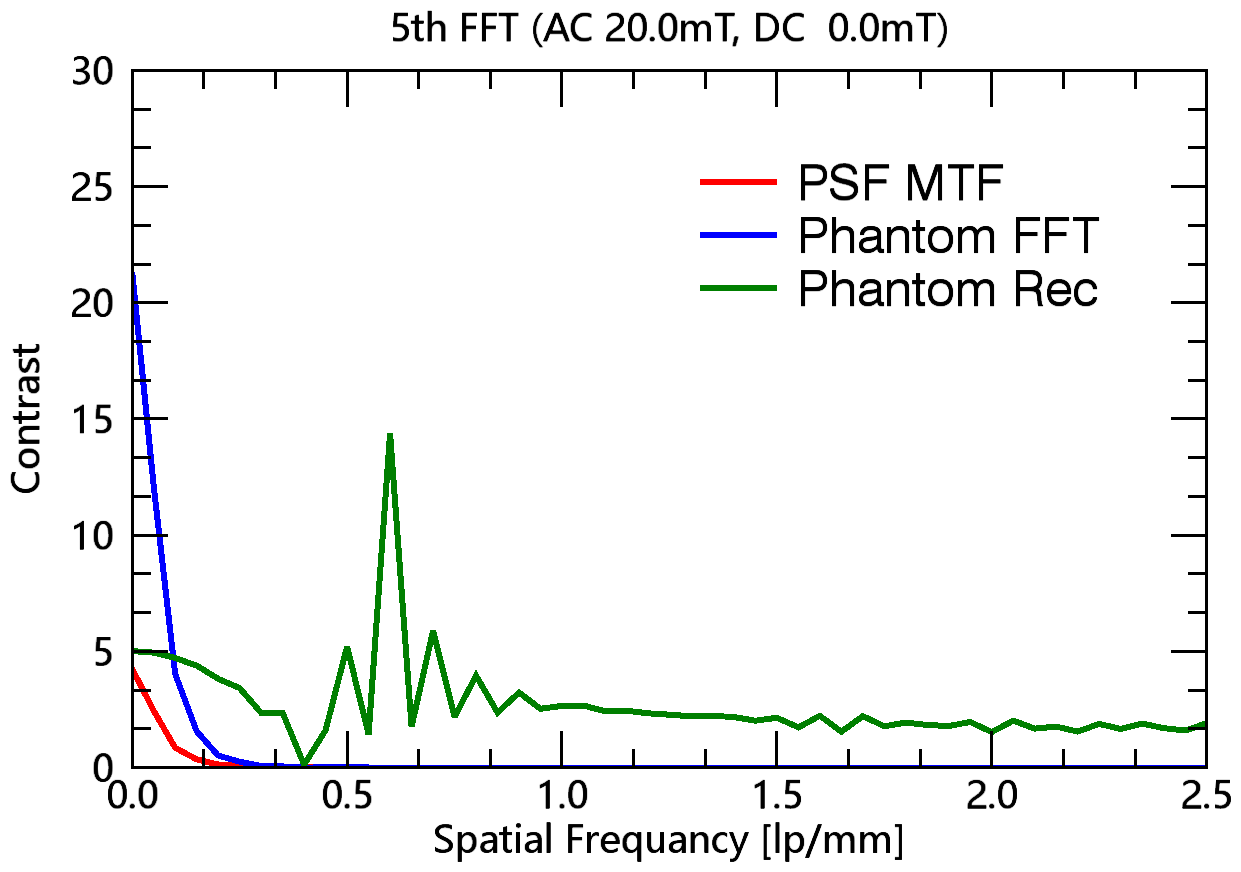 5th FFT (AC 20.0mT, DC  0.0mT)
30
25
20
15
10
5
0
Contrast
PSF MTF
Phantom FFT
Phantom Rec
0.0 0.5 1.0 1.5 2.0 2.5
Spatial Frequancy [lp/mm]